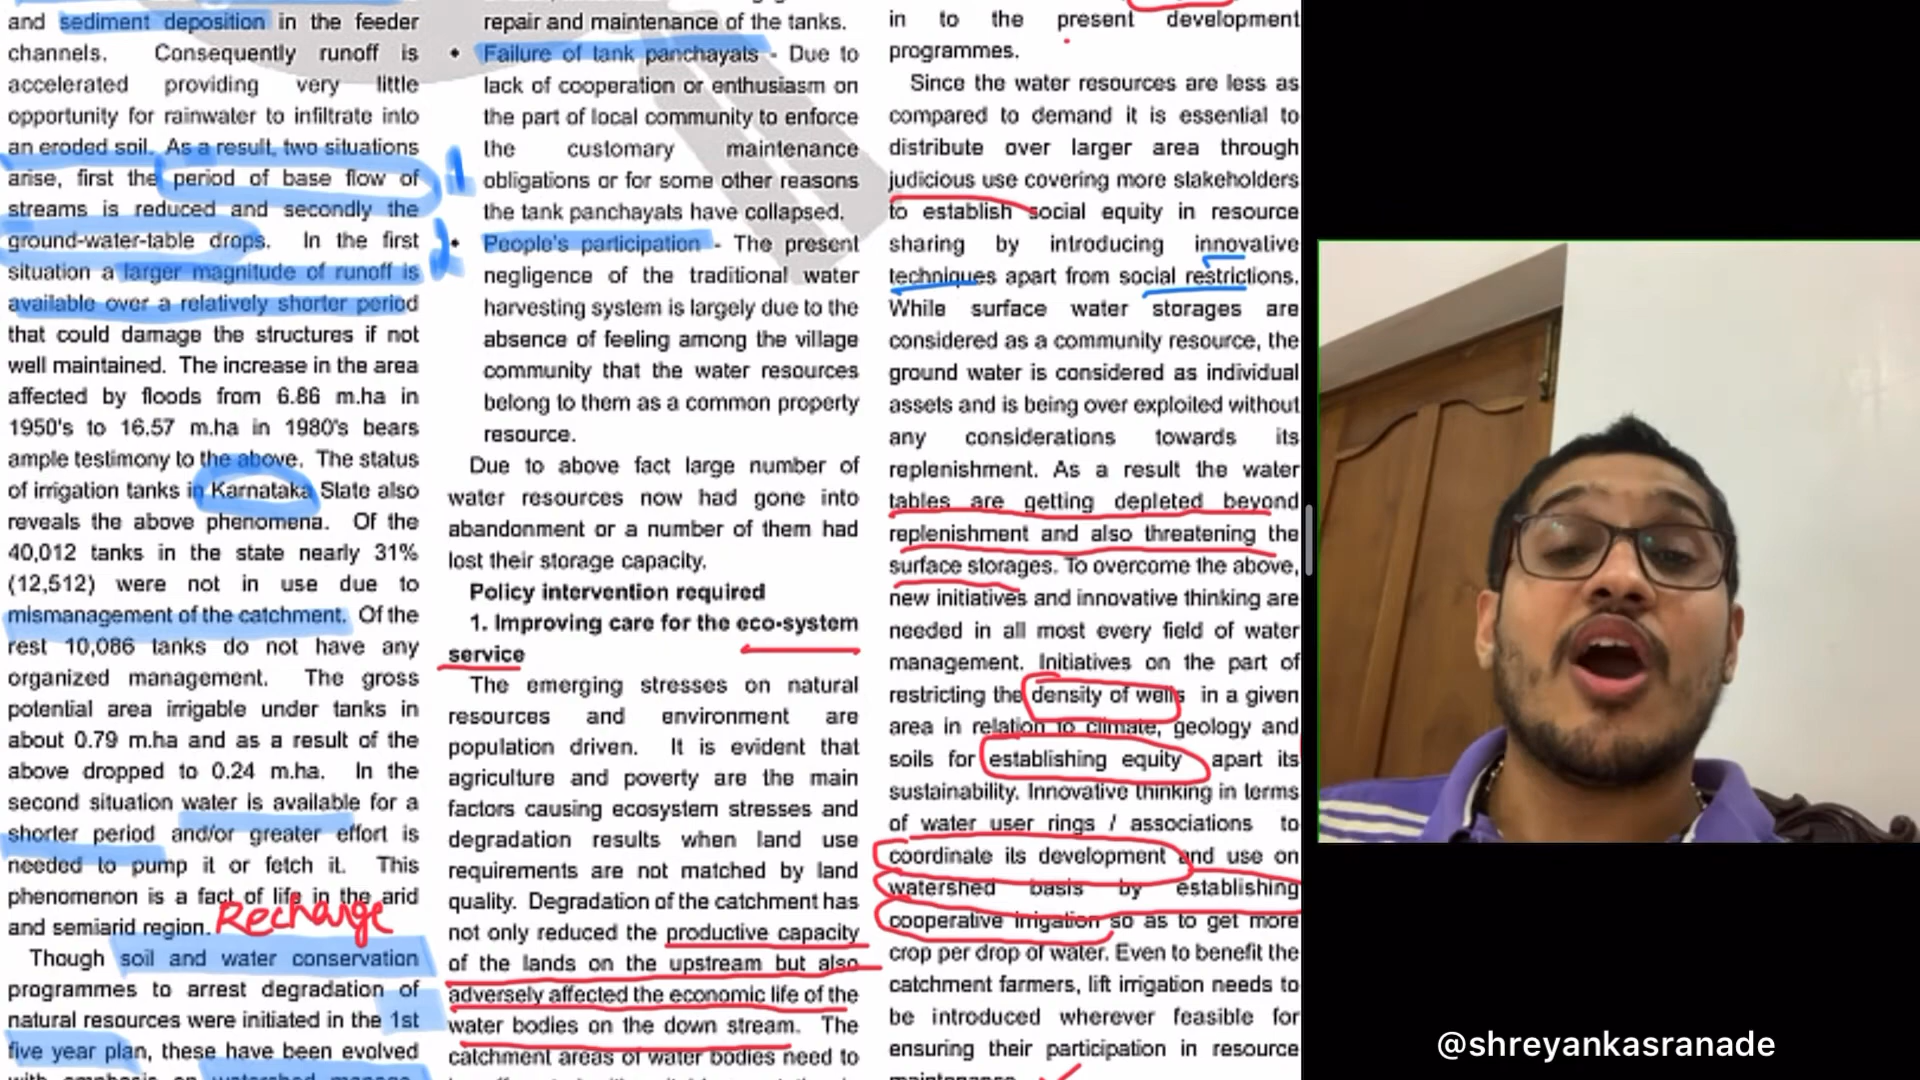 and sediment deposition in the feeder
channels. Consequently runoff is
accelerated providing very little
opportunity for rainwater to infiltrate into
an eroded soil. As a result, two situations
arise, first the period of base flow of
streams is reduced and secondly the
ground-water-table drops. In the first
situation a larger magnitude of runoff is
available over a relatively shorter period
that could damage the structures if not
well maintained. The increase in the area
affected by floods from 6.86 m.ha in
1950's to 16.57 m.ha in 1980's bears
ample testimony to the above. The status
of irrigation tanks in Karnataka State also
reveals the above phenomena. Of the
40,012 tanks in the state nearly 31%
(12,512) were not in use due to
mismanagement of the catchment. Of the
rest 10,086 tanks do not have any
organized management. The gross
potential area irrigable under tanks in
about 0.79 m.ha and as a result of the
above dropped to 0.24 m.ha. In the
second situation water is available for a
shorter period and/or greater effort is
needed to pump it or fetch it. This
phenomenon is a fact of life in the arid
and semiarid region. Recharge
Though soil and water conservation
programmes to arrest degradation of
natural resources were initiated in the 1st
five year plan, these have been evolved
with emphasis on watershed manage-
1
2
repair and maintenance of the tanks.
• Failure of tank panchayats - Due to
lack of cooperation or enthusiasm on
the part of local community to enforce
the customary maintenance
obligations or for some other reasons
the tank panchayats have collapsed.
• People's participation - The present
negligence of the traditional water
harvesting system is largely due to the
absence of feeling among the village
community that the water resources
belong to them as a common property
resource.
Due to above fact large number of
water resources now had gone into
abandonment or a number of them had
lost their storage capacity.
Policy intervention required
1. Improving care for the eco-system
service
The emerging stresses on natural
resources and environment are
population driven. It is evident that
agriculture and poverty are the main
factors causing ecosystem stresses and
degradation results when land use
requirements are not matched by land
quality. Degradation of the catchment has
not only reduced the productive capacity
of the lands on the upstream but also
adversely affected the economic life of the
water bodies on the down stream. The
catchment areas of water bodies need to
in to the present development
programmes.
Since the water resources are less as
compared to demand it is essential to
distribute over larger area through
judicious use covering more stakeholders
to establish social equity in resource
sharing by introducing innovative
techniques apart from social restrictions.
While surface water storages are
considered as a community resource, the
ground water is considered as individual
assets and is being over exploited without
any considerations towards its
replenishment. As a result the water
tables are getting depleted beyond
replenishment and also threatening the
surface storages. To overcome the above,
new initiatives and innovative thinking are
needed in all most every field of water
management. Initiatives on the part of
restricting the density of wells in a given
area in relation to climate, geology and
soils for establishing equity apart its
sustainability. Innovative thinking in terms
of water user rings / associations to
coordinate its development and use on
watershed basis by establishing
cooperative irrigation so as to get more
crop per drop of water. Even to benefit the
catchment farmers, lift irrigation needs to
be introduced wherever feasible for
ensuring their participation in resource
maintenance.
@shreyankasranade